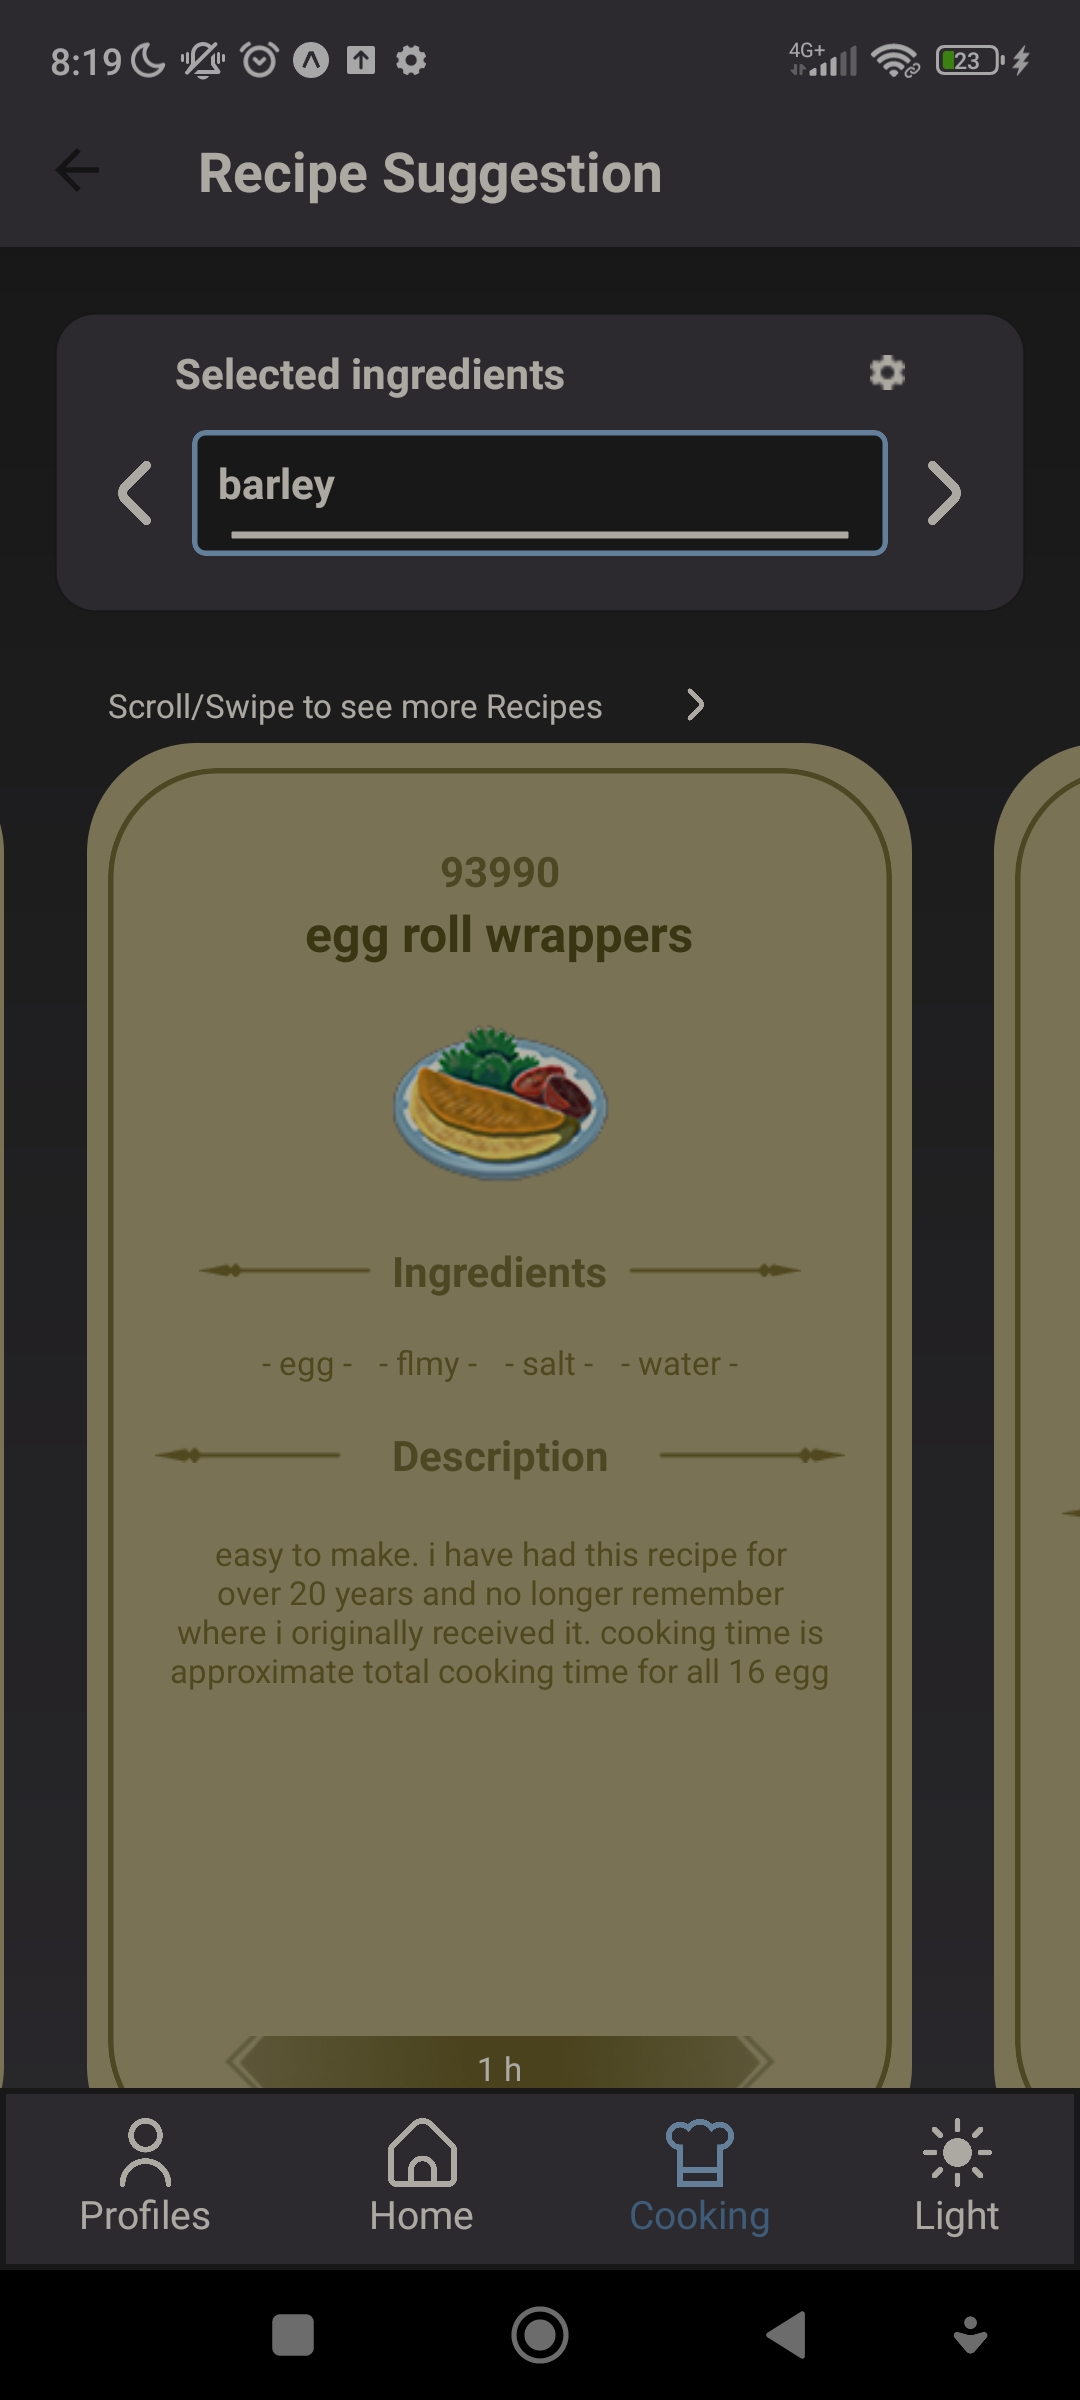 8:19
4G+
23
Recipe Suggestion
Selected ingredients
barley
Scroll/Swipe to see more Recipes
93990
egg roll wrappers
Ingredients
- egg - - flmy - - salt - - water -
Description
easy to make. i have had this recipe for
over 20 years and no longer remember
where i originally received it. cooking time is
approximate total cooking time for all 16 egg
1 h
Profiles Home Cooking Light